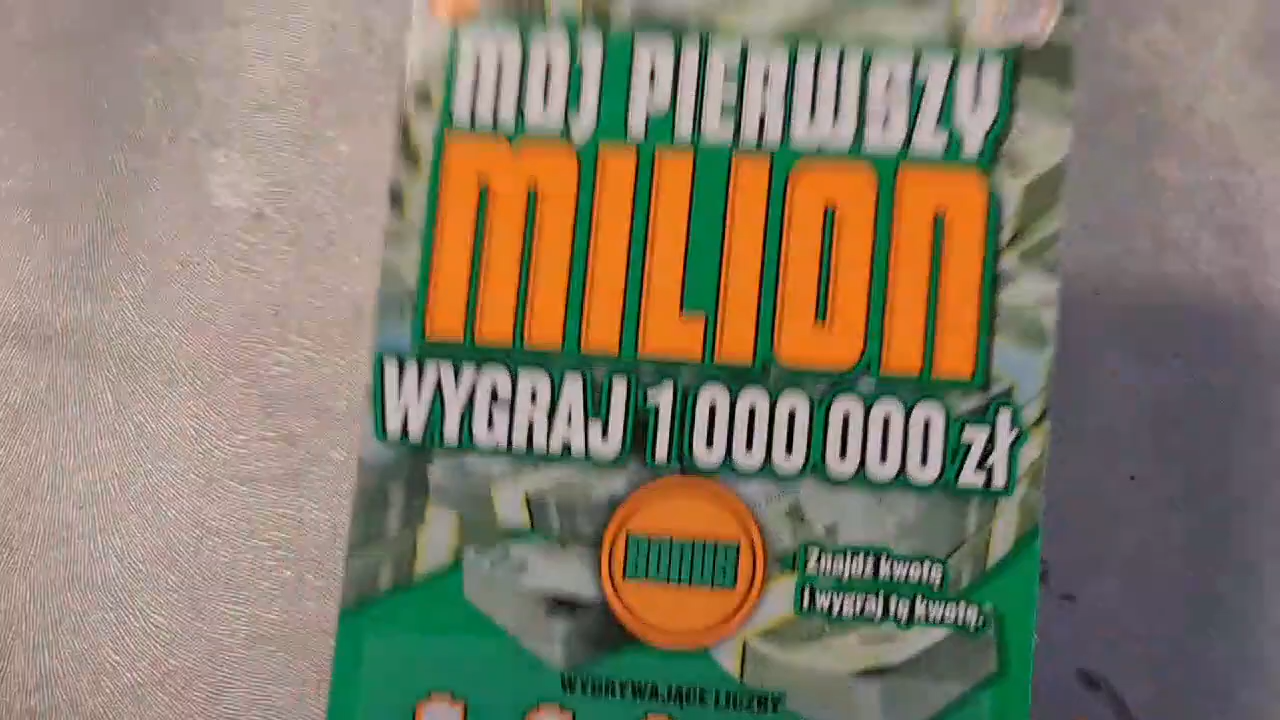 MÓJ PIERWSZY
MILION
WYGRAJ 1 000 000 zł
BONUS
Znajdź kwotę
i wygraj tę kwotę.
WYGRYWAJĄCE LICZBY